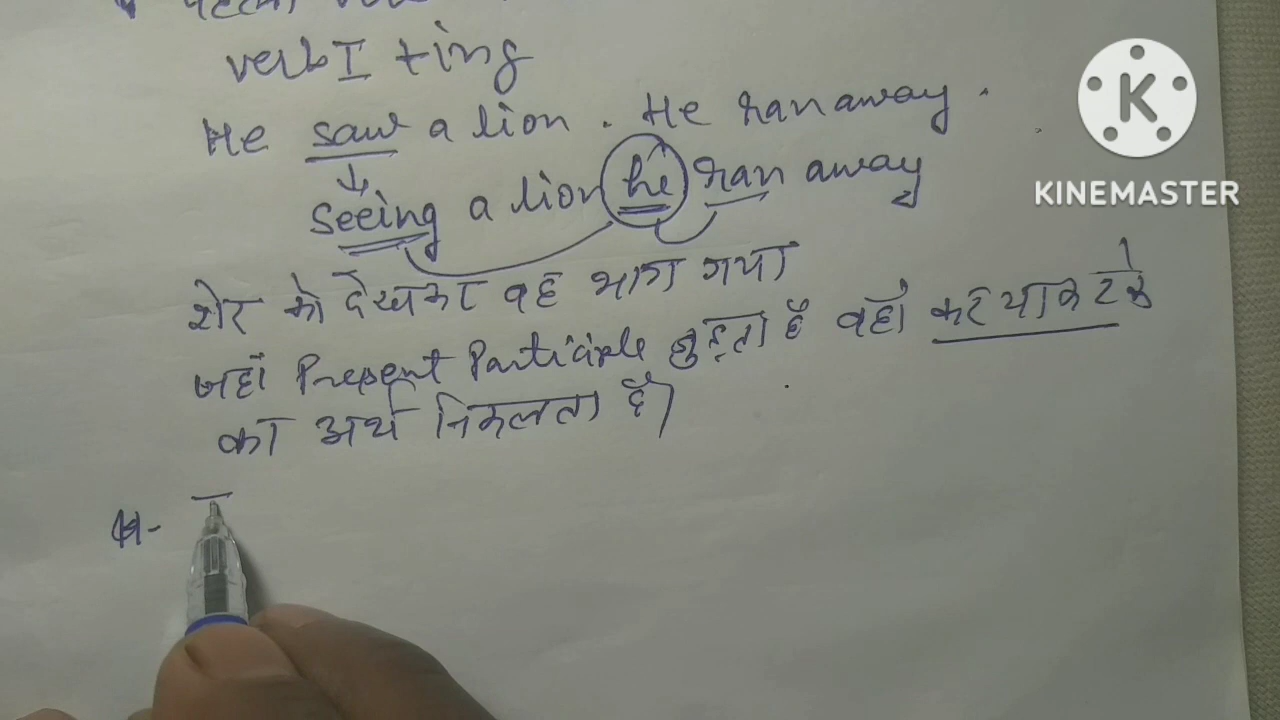 पहला
verb I + ing
He saw a lion. He ran away.
Seeing a lion he ran away
शेर को देखकर वह भाग गया
जहाँ Present Participle जुड़ता है वहाँ कर या करके
का अर्थ निकलता है।
K
KINEMASTER